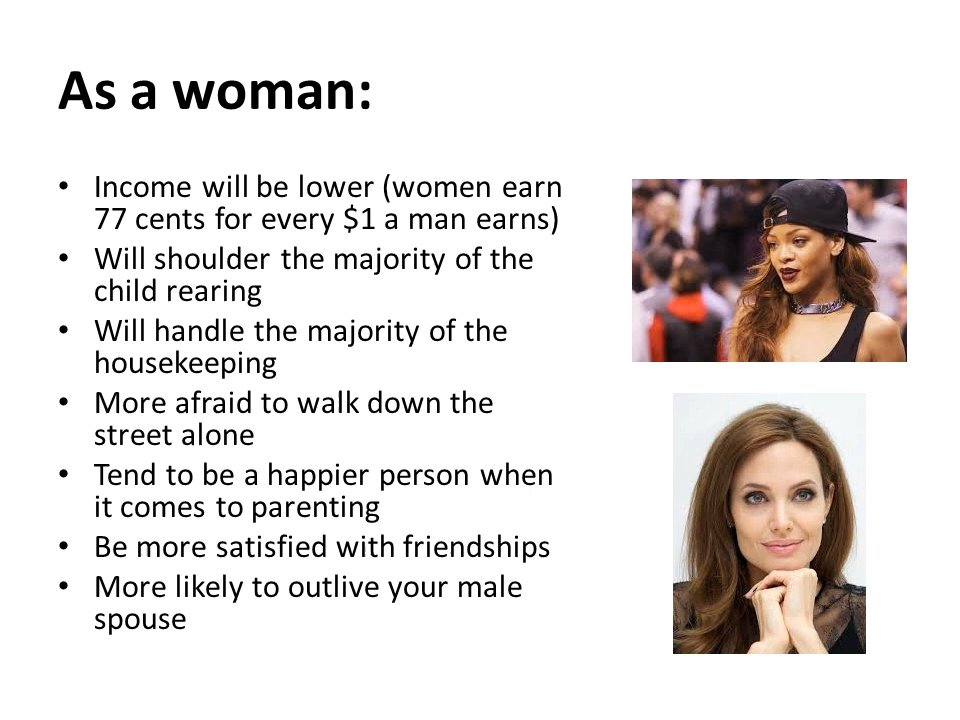 As a woman:
• Income will be lower (women earn
77 cents for every $1 a man earns)
• Will shoulder the majority of the
child rearing
• Will handle the majority of the
housekeeping
• More afraid to walk down the
street alone
• Tend to be a happier person when
it comes to parenting
• Be more satisfied with friendships
• More likely to outlive your male
spouse